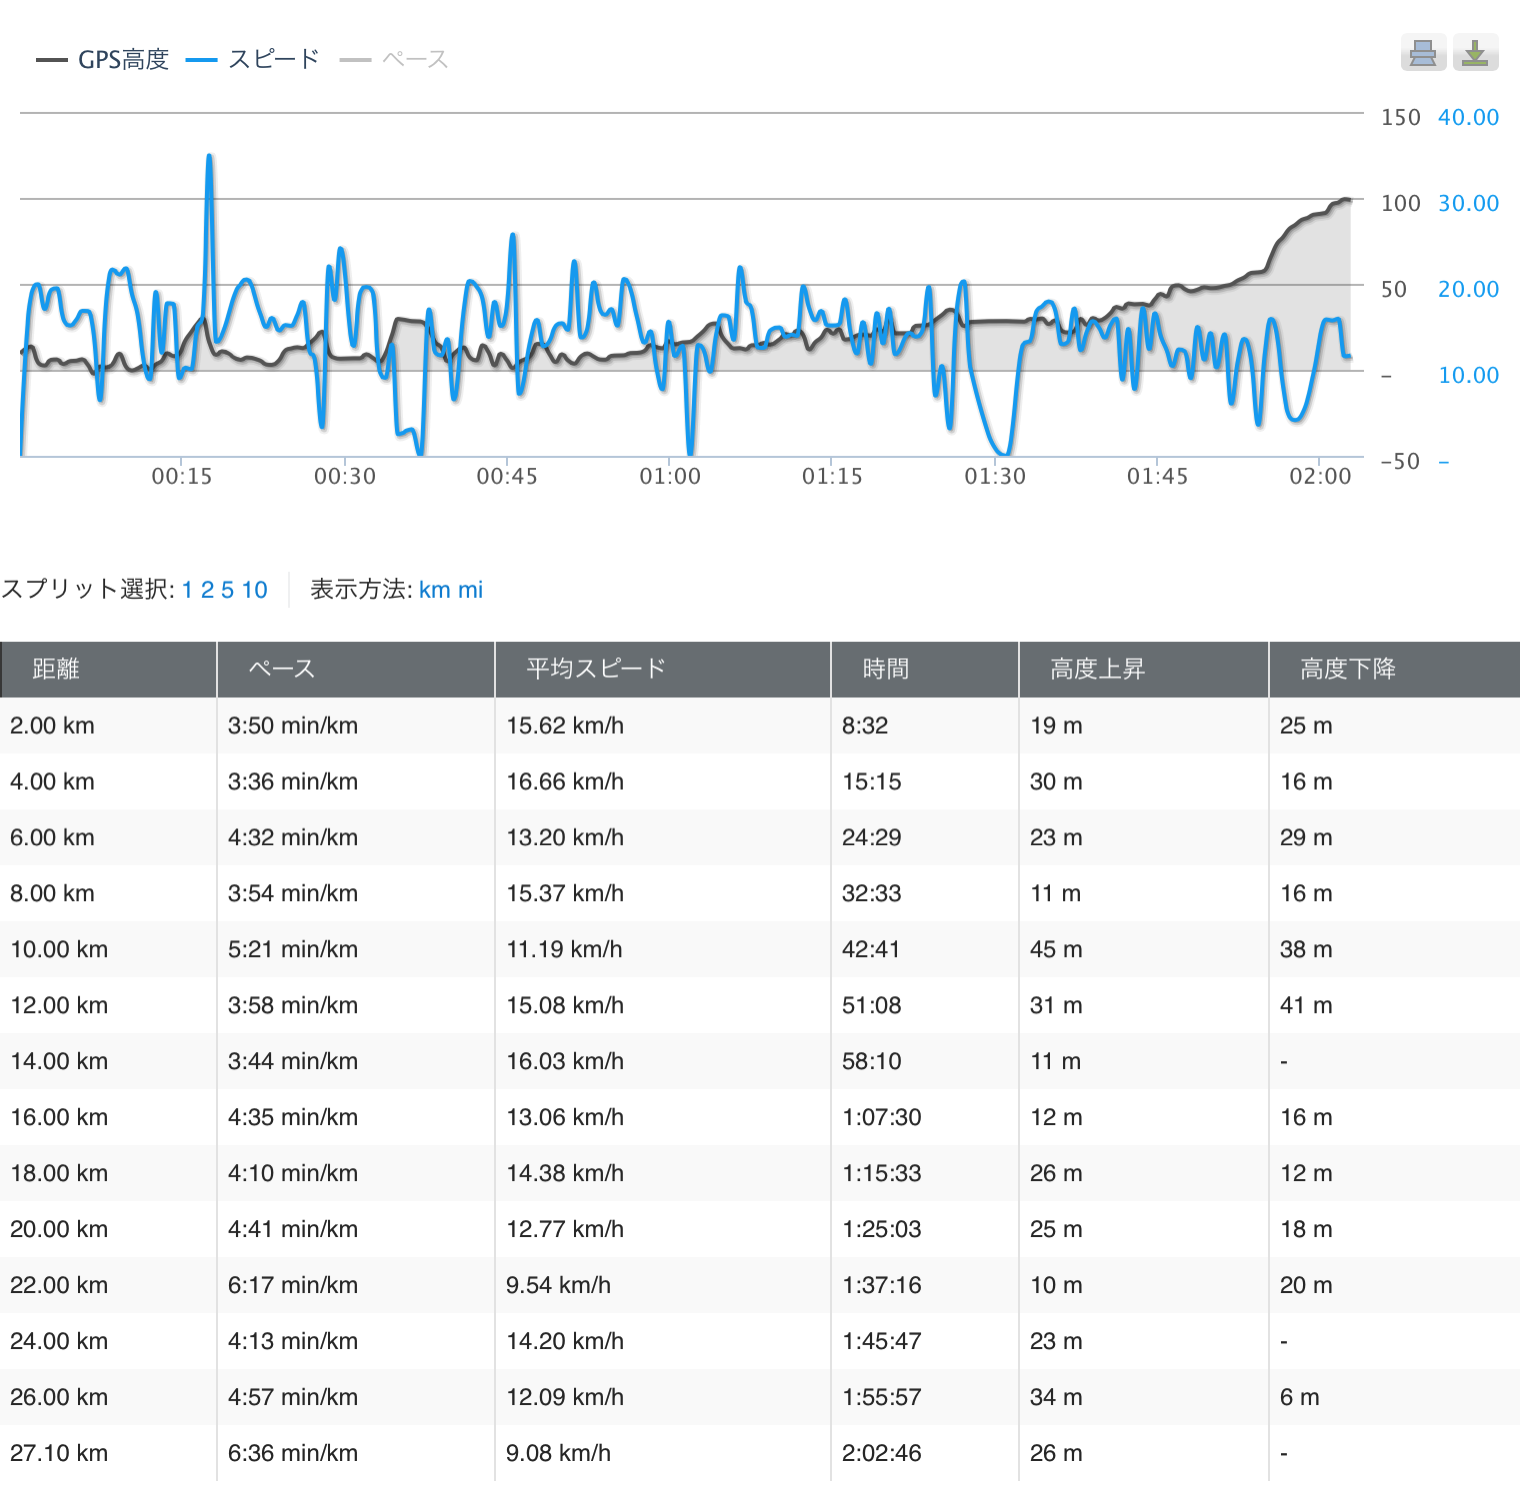 GPS高度 スピード ペース
150 40.00
100 30.00
50 20.00
– 10.00
–50 –
00:15 00:30 00:45 01:00 01:15 01:30 01:45 02:00
スプリット選択: 1 2 5 10 表示方法: km mi
距離 ペース 平均スピード 時間 高度上昇 高度下降
2.00 km 3:50 min/km 15.62 km/h 8:32 19 m 25 m
4.00 km 3:36 min/km 16.66 km/h 15:15 30 m 16 m
6.00 km 4:32 min/km 13.20 km/h 24:29 23 m 29 m
8.00 km 3:54 min/km 15.37 km/h 32:33 11 m 16 m
10.00 km 5:21 min/km 11.19 km/h 42:41 45 m 38 m
12.00 km 3:58 min/km 15.08 km/h 51:08 31 m 41 m
14.00 km 3:44 min/km 16.03 km/h 58:10 11 m -
16.00 km 4:35 min/km 13.06 km/h 1:07:30 12 m 16 m
18.00 km 4:10 min/km 14.38 km/h 1:15:33 26 m 12 m
20.00 km 4:41 min/km 12.77 km/h 1:25:03 25 m 18 m
22.00 km 6:17 min/km 9.54 km/h 1:37:16 10 m 20 m
24.00 km 4:13 min/km 14.20 km/h 1:45:47 23 m -
26.00 km 4:57 min/km 12.09 km/h 1:55:57 34 m 6 m
27.10 km 6:36 min/km 9.08 km/h 2:02:46 26 m -